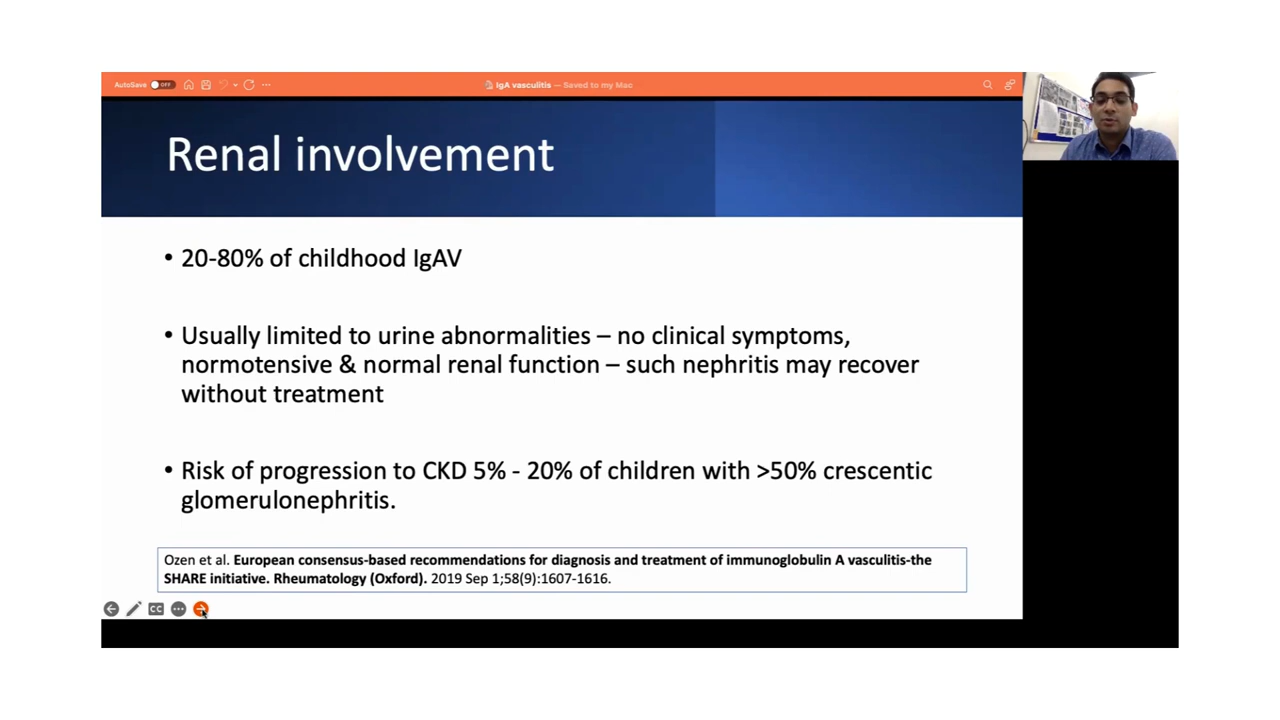 AutoSave OFF
IgA vasculitis — Saved to my Mac
Renal involvement
• 20-80% of childhood IgAV
• Usually limited to urine abnormalities – no clinical symptoms,
normotensive & normal renal function – such nephritis may recover
without treatment
• Risk of progression to CKD 5% - 20% of children with >50% crescentic
glomerulonephritis.
Ozen et al. European consensus-based recommendations for diagnosis and treatment of immunoglobulin A vasculitis-the
SHARE initiative. Rheumatology (Oxford). 2019 Sep 1;58(9):1607-1616.
CC